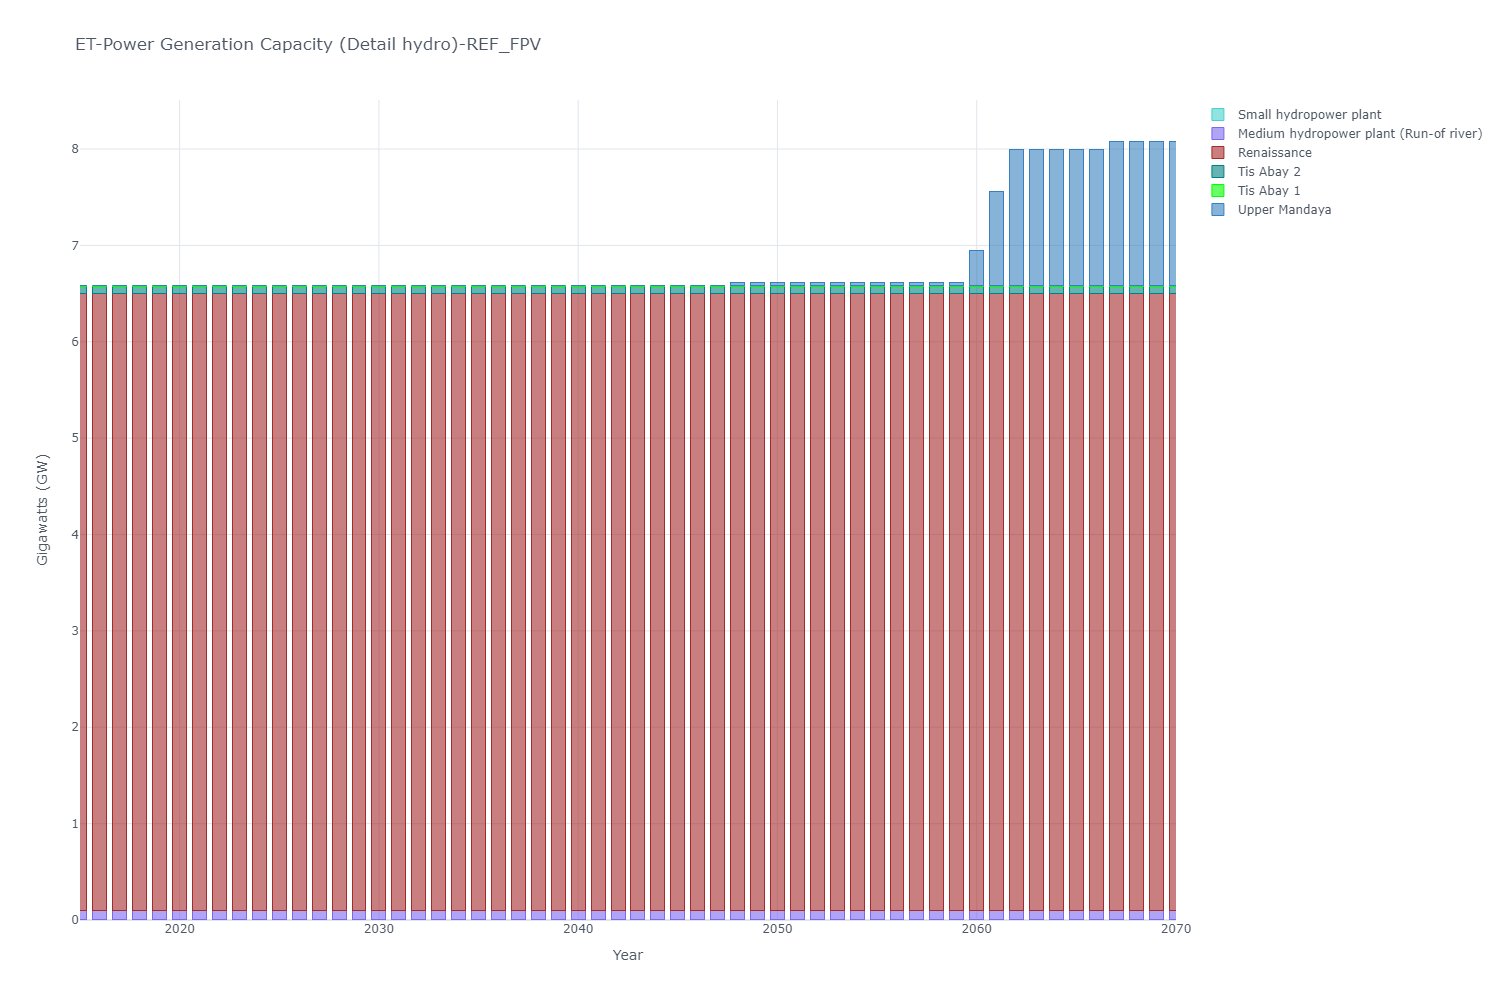 ET-Power Generation Capacity (Detail hydro)-REF_FPV
Small hydropower plant
Medium hydropower plant (Run-of river)
Renaissance
Tis Abay 2
Tis Abay 1
Upper Mandaya
8
7
6
5
4
3
2
1
0
Gigawatts (GW)
2020
2030
2040
2050
2060
2070
Year